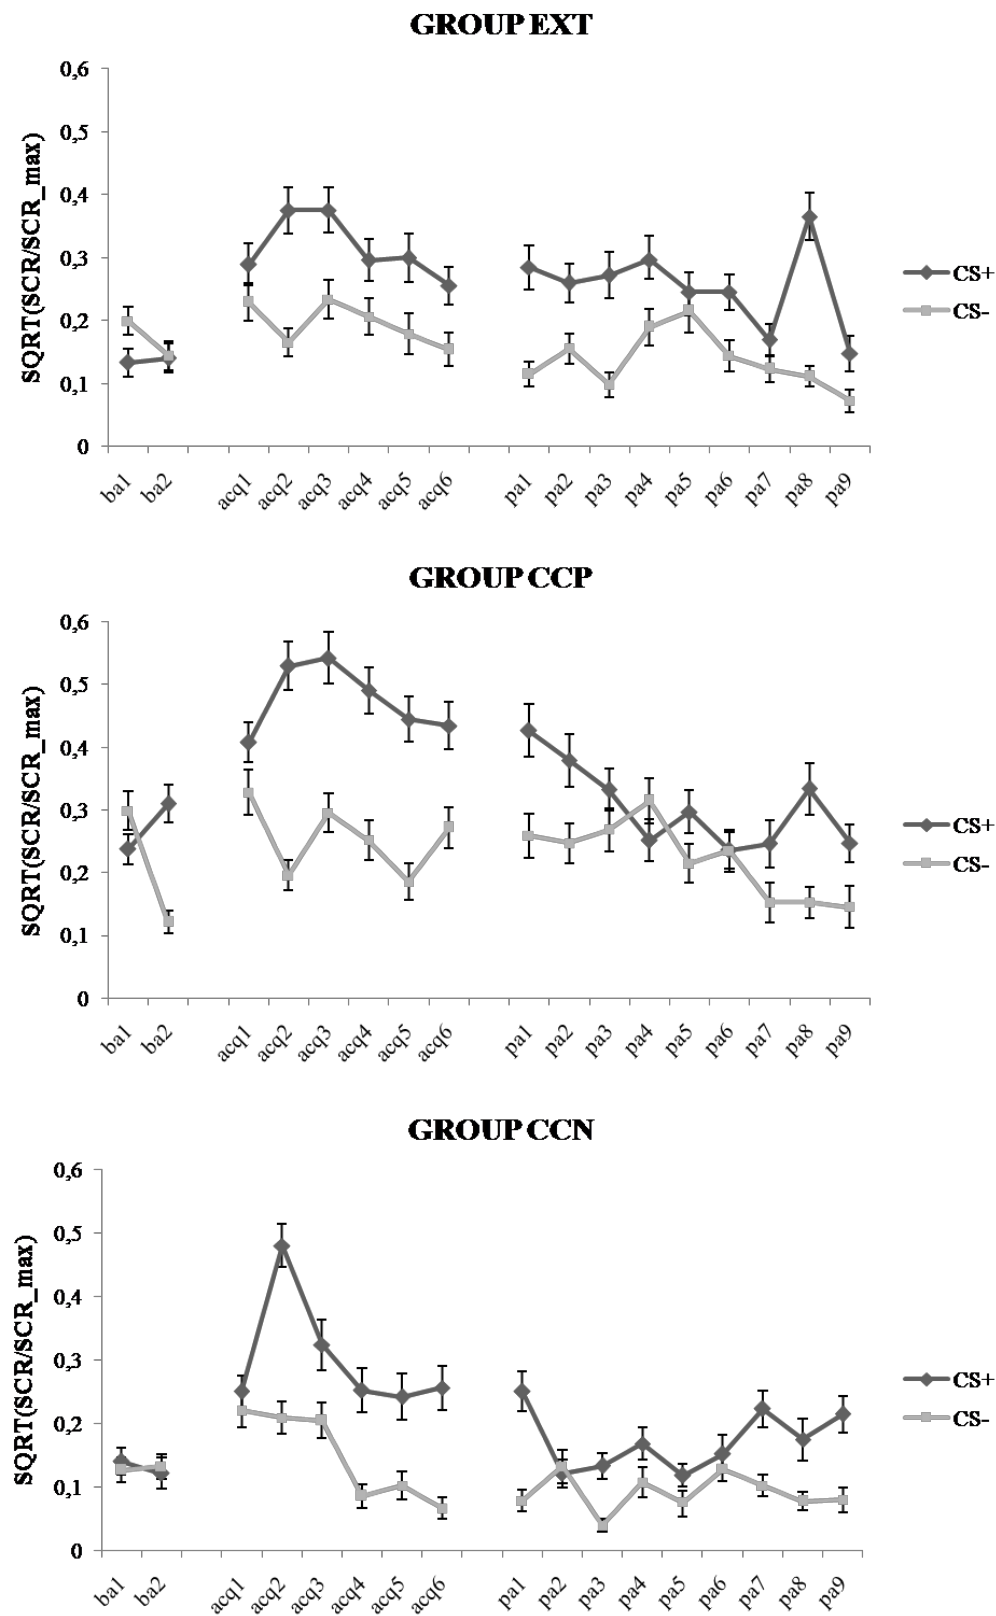 GROUP EXT
SQRT(SCR/SCR_max)
0,6
0,5
0,4
0,3
0,2
0,1
0
ba1 ba2 acq1 acq2 acq3 acq4 acq5 acq6 pa1 pa2 pa3 pa4 pa5 pa6 pa7 pa8 pa9
CS+
CS-
GROUP CCP
SQRT(SCR/SCR_max)
0,6
0,5
0,4
0,3
0,2
0,1
0
ba1 ba2 acq1 acq2 acq3 acq4 acq5 acq6 pa1 pa2 pa3 pa4 pa5 pa6 pa7 pa8 pa9
CS+
CS-
GROUP CCN
SQRT(SCR/SCR_max)
0,6
0,5
0,4
0,3
0,2
0,1
0
ba1 ba2 acq1 acq2 acq3 acq4 acq5 acq6 pa1 pa2 pa3 pa4 pa5 pa6 pa7 pa8 pa9
CS+
CS-